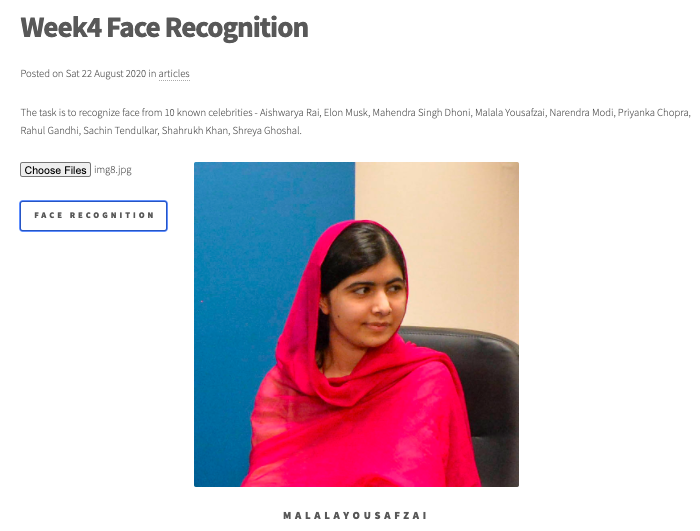 Week4 Face Recognition
Posted on Sat 22 August 2020 in articles
The task is to recognize face from 10 known celebrities - Aishwarya Rai, Elon Musk, Mahendra Singh Dhoni, Malala Yousafzai, Narendra Modi, Priyanka Chopra,
Rahul Gandhi, Sachin Tendulkar, Shahrukh Khan, Shreya Ghoshal.
Choose Files img8.jpg
FACE RECOGNITION
MALALAYOUSAFZAI